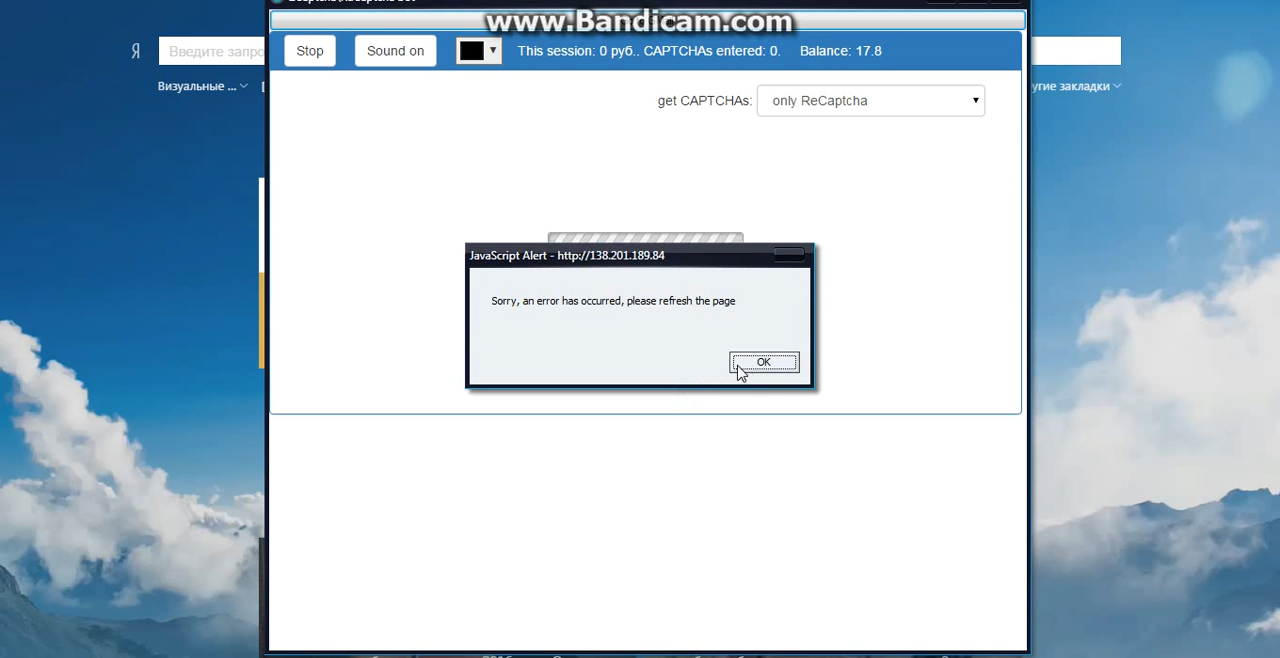 www.Bandicam.com
Я
Введите запро
Stop
Sound on
This session: 0 руб.. CAPTCHAs entered: 0.
Balance: 17.8
Визуальные ...
другие закладки
get CAPTCHAs:
only ReCaptcha
JavaScript Alert - http://138.201.189.84
Sorry, an error has occurred, please refresh the page
OK